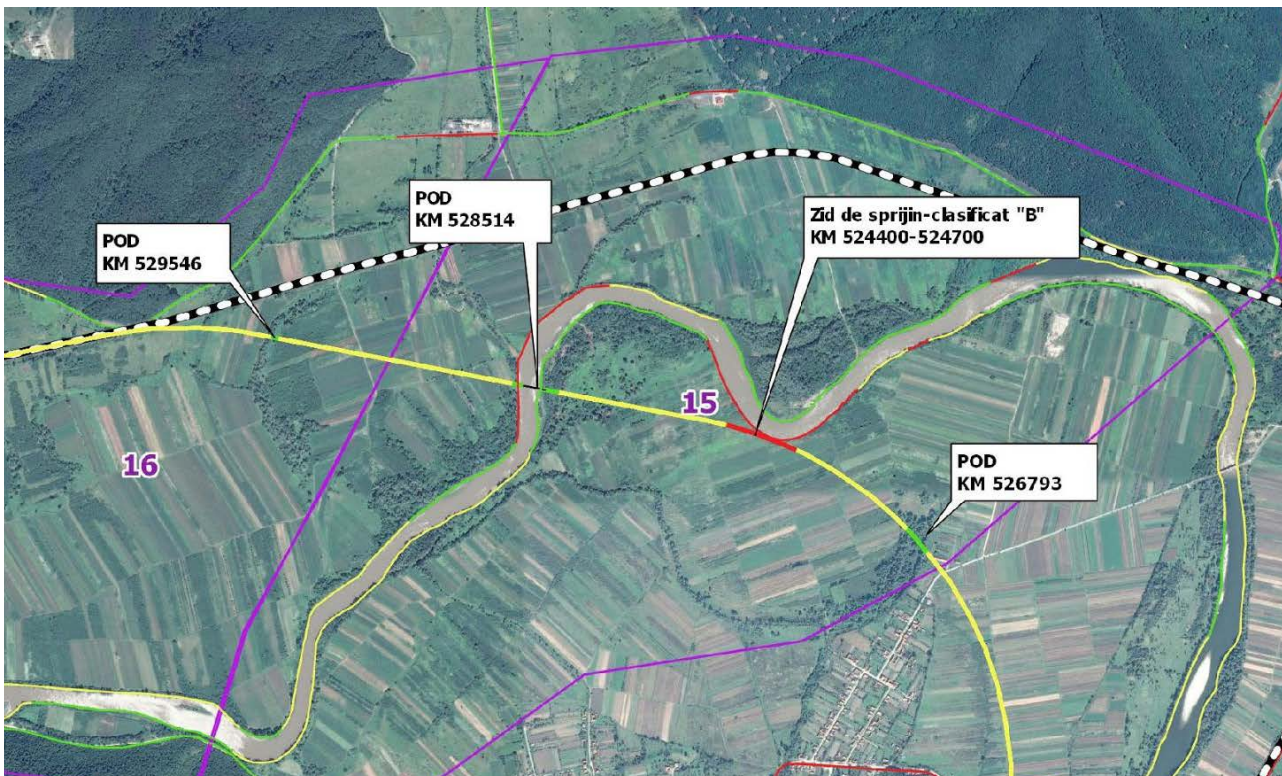 POD
KM 529546
POD
KM 528514
Zid de sprijin-clasificat "B"
KM 524400-524700
15
16
POD
KM 526793